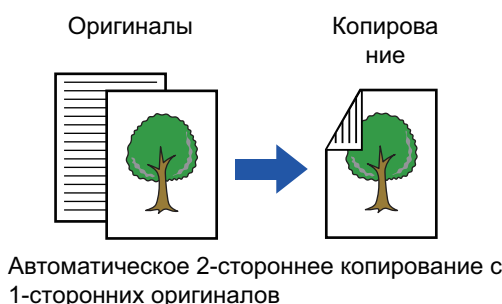 Оригиналы
Копирова
ние
Автоматическое 2-стороннее копирование с
1-сторонних оригиналов